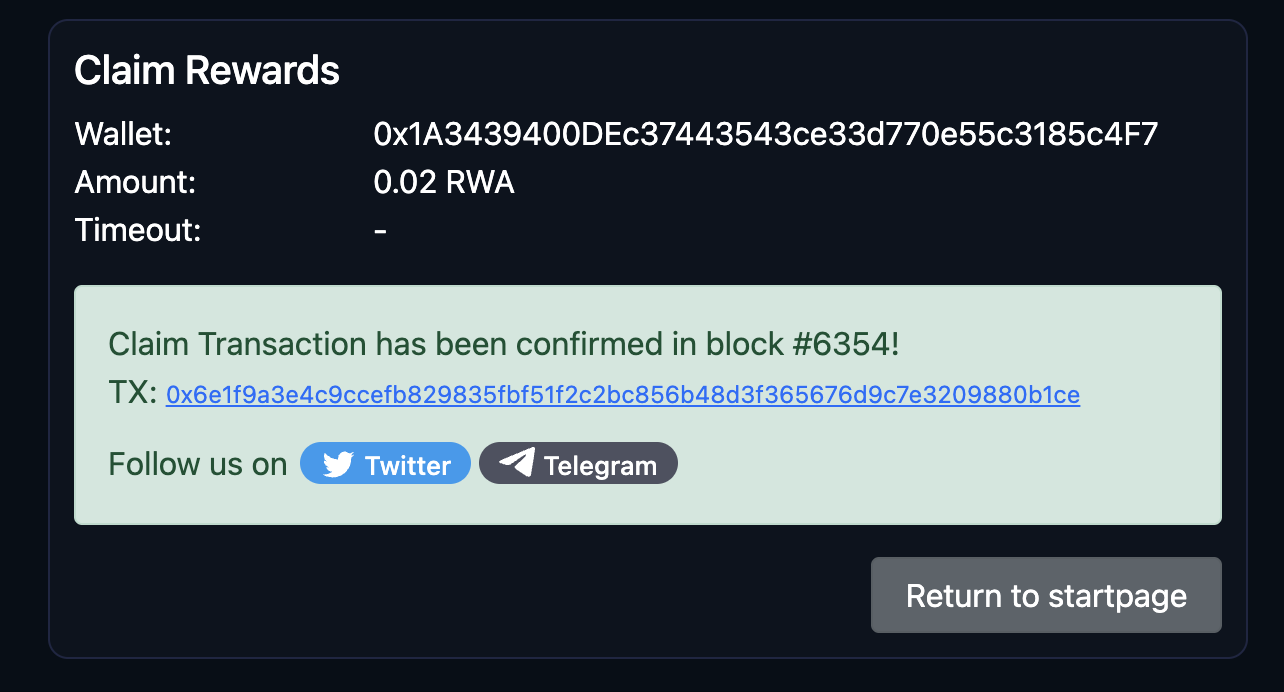 Claim Rewards
Wallet: 0x1A3439400DEc37443543ce33d770e55c3185c4F7
Amount: 0.02 RWA
Timeout: -
Claim Transaction has been confirmed in block #6354!
TX: 0x6e1f9a3e4c9ccefb829835fbf51f2c2bc856b48d3f365676d9c7e3209880b1ce
Follow us on Twitter Telegram
Return to startpage